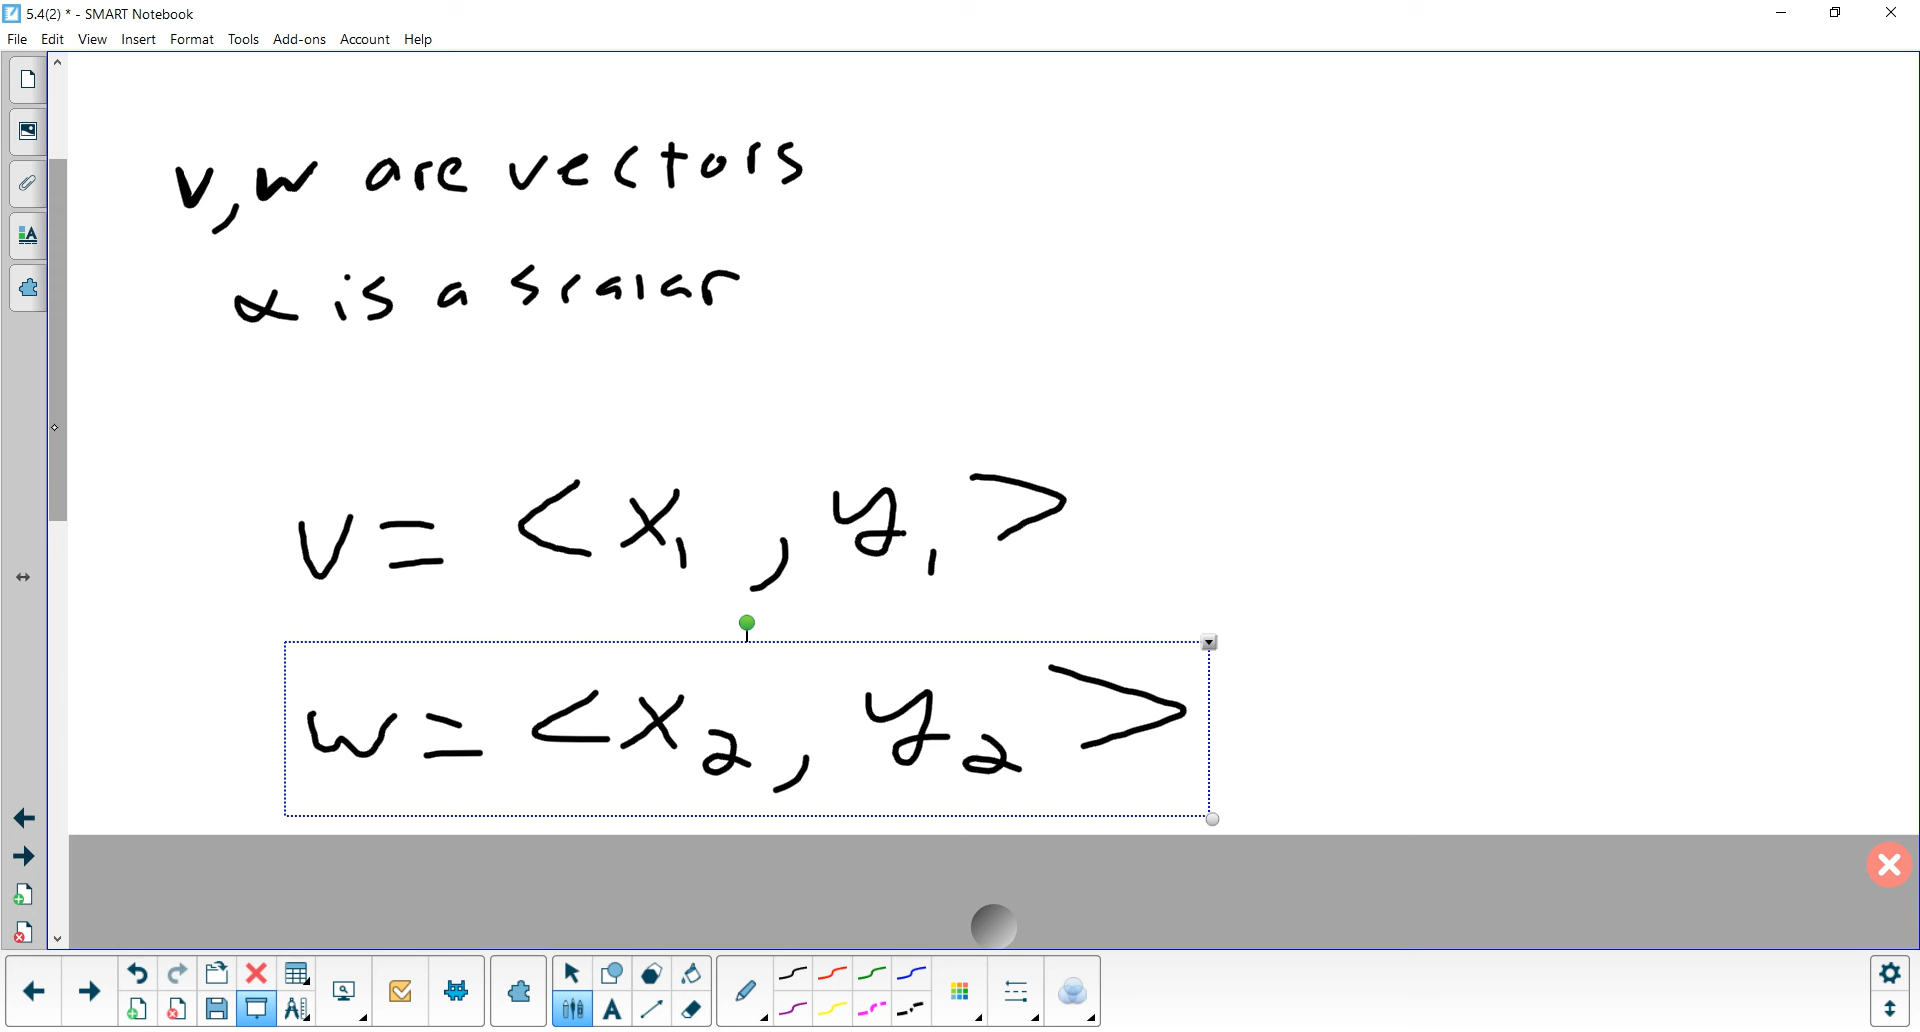 5.4(2) * - SMART Notebook
File Edit View Insert Format Tools Add-ons Account Help
v, w are vectors
α is a scalar
v = <x₁, y₁>
w = <x₂, y₂>